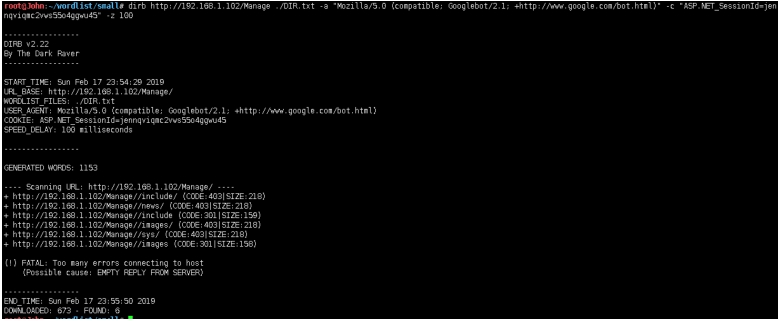 root@John:~/wordlist/small# dirb http://192.168.1.102/Manage ./DIR.txt -a "Mozilla/5.0 (compatible; Googlebot/2.1; +http://www.google.com/bot.html)" -c "ASP.NET_SessionId=jen
nqviqmc2vws55o4ggwu45" -z 100
-----------------
DIRB v2.22
By The Dark Raver
-----------------
START_TIME: Sun Feb 17 23:54:29 2019
URL_BASE: http://192.168.1.102/Manage/
WORDLIST_FILES: ./DIR.txt
USER_AGENT: Mozilla/5.0 (compatible; Googlebot/2.1; +http://www.google.com/bot.html)
COOKIE: ASP.NET_SessionId=jennqviqmc2vws55o4ggwu45
SPEED_DELAY: 100 milliseconds
-----------------
GENERATED WORDS: 1153
---- Scanning URL: http://192.168.1.102/Manage/ ----
+ http://192.168.1.102/Manage//include/ (CODE:403|SIZE:218)
+ http://192.168.1.102/Manage//news/ (CODE:403|SIZE:218)
+ http://192.168.1.102/Manage//include (CODE:301|SIZE:159)
+ http://192.168.1.102/Manage//images/ (CODE:403|SIZE:218)
+ http://192.168.1.102/Manage//sys/ (CODE:403|SIZE:218)
+ http://192.168.1.102/Manage//images (CODE:301|SIZE:158)
(!) FATAL: Too many errors connecting to host
(Possible cause: EMPTY REPLY FROM SERVER)
-----------------
END_TIME: Sun Feb 17 23:55:50 2019
DOWNLOADED: 673 - FOUND: 6
root@John:~/wordlist/small#